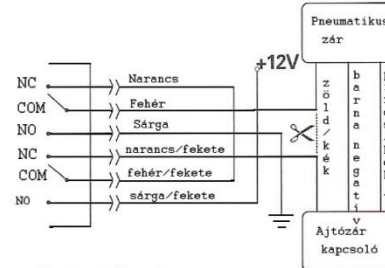 Pneumatikus
zár
+12V
NC
Narancs
COM
Fehér
NO
Sárga
NC
narancs/fekete
COM
fehér/fekete
NO
sárga/fekete
zöld/kék
barna negatív
Ajtózár
kapcsoló